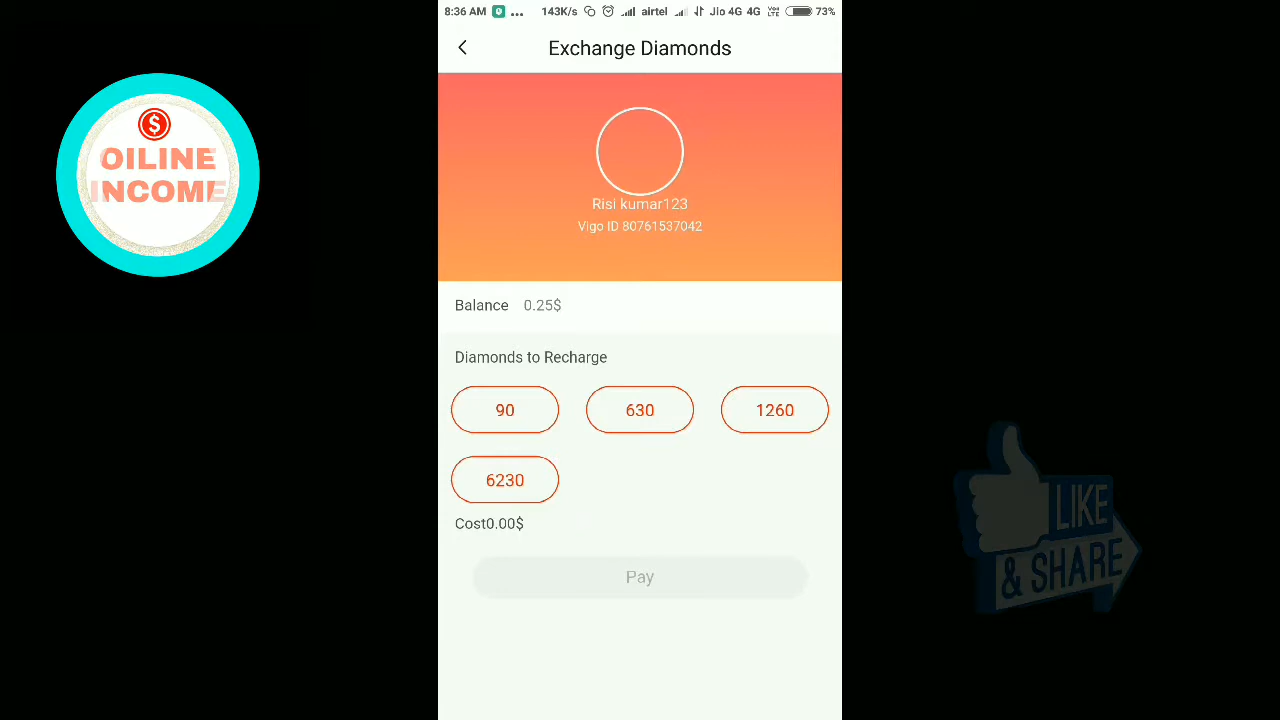 8:36 AM ... 143K/s airtel Jio 4G 4G VoLTE 73%
Exchange Diamonds
$
OILINE
INCOME
Risi kumar123
Vigo ID 80761537042
Balance 0.25$
Diamonds to Recharge
90 630 1260
6230
Cost0.00$
Pay
LIKE
& SHARE